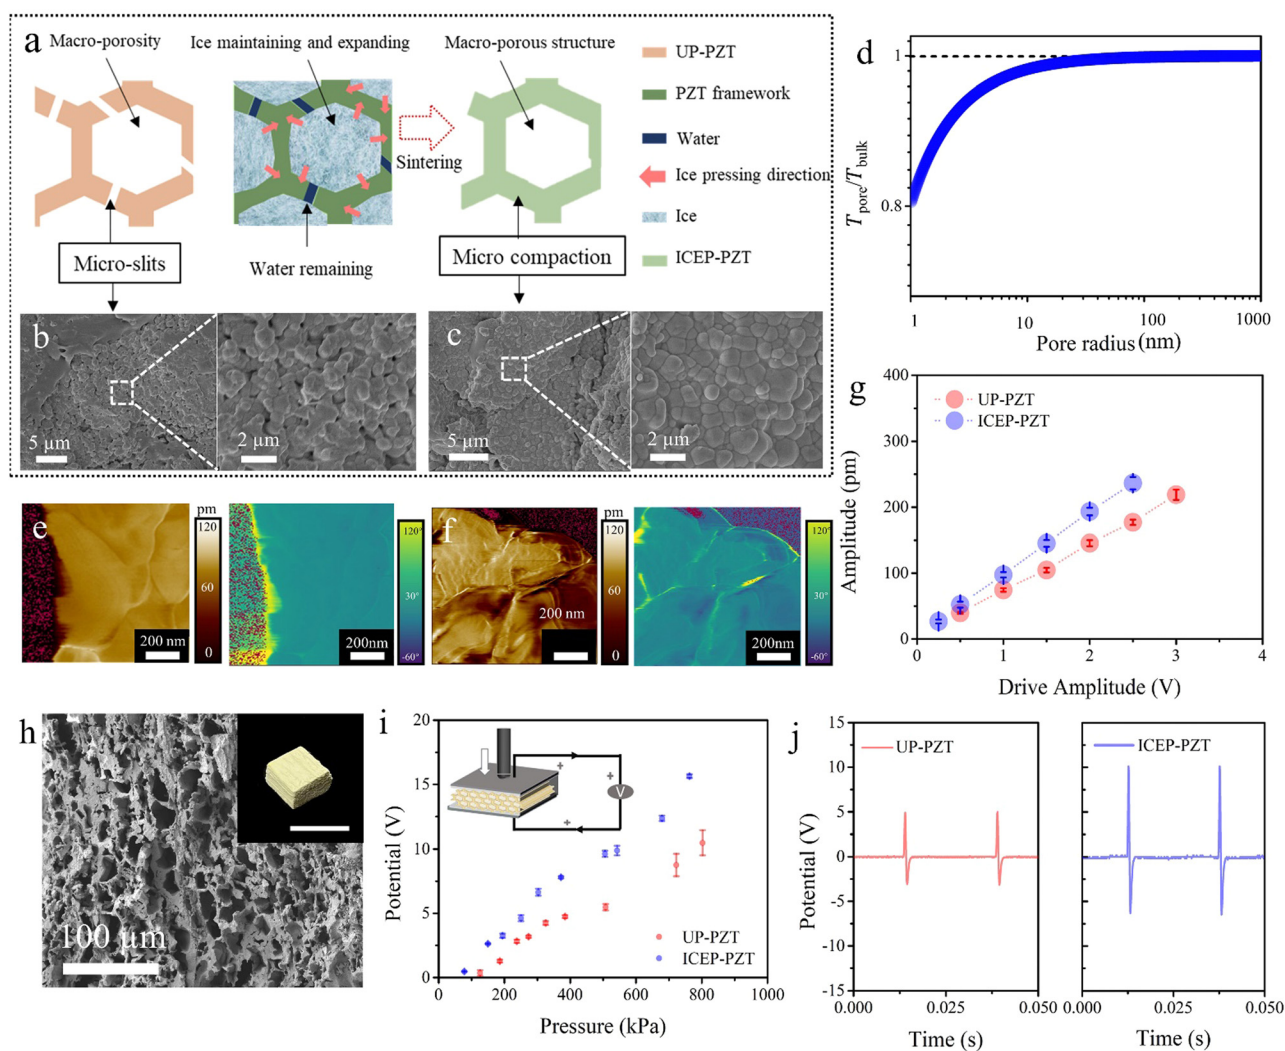 a
Macro-porosity
Ice maintaining and expanding
Macro-porous structure
Sintering
Micro-slits
Water remaining
Micro compaction
UP-PZT
PZT framework
Water
Ice pressing direction
Ice
ICEP-PZT
b
5 µm
2 µm
c
5 µm
2 µm
d
T pore/T bulk
1
0.8
1 10 100 1000
Pore radius(nm)
e
pm
120
60
0
200 nm
120°
30°
-60°
200nm
f
pm
120
60
0
200 nm
120°
30°
-60°
200nm
g
Amplitude (pm)
400
300
200
100
0
UP-PZT
ICEP-PZT
0 1 2 3 4
Drive Amplitude (V)
h
100 µm
i
Potential (V)
20
15
10
5
0
+
+
V
+
UP-PZT
ICEP-PZT
0 200 400 600 800 1000
Pressure (kPa)
j
Potential (V)
15
10
5
0
-5
-10
-15
UP-PZT
0.000 0.025 0.050
Time (s)
ICEP-PZT
0.000 0.025 0.050
Time (s)